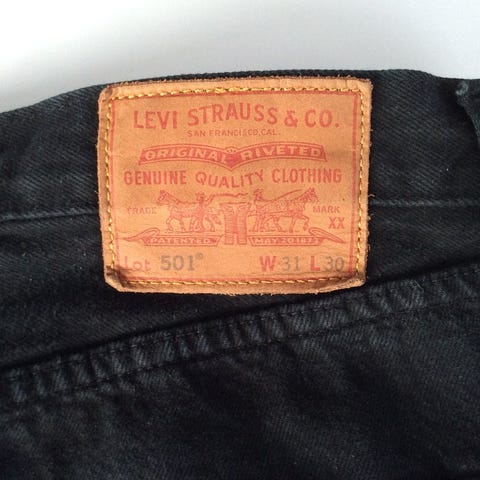 LEVI STRAUSS & CO.
SAN FRANCISCO, CAL.
ORIGINAL RIVETED
GENUINE QUALITY CLOTHING
TRADE MARK
XX
PATENTED MAY 20 1873
Lot 501® W 31 L 30